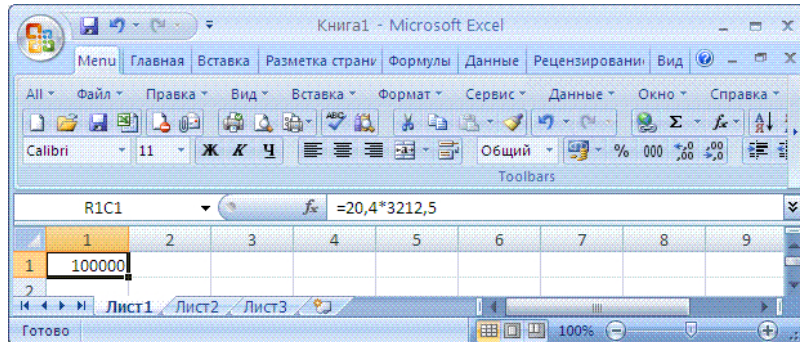 Книга1 - Microsoft Excel
Menu Главная Вставка Разметка страни Формулы Данные Рецензировани Вид
All Файл Правка Вид Вставка Формат Сервис Данные Окно Справка
Calibri 11 Ж К Ч Общий % 000
Toolbars
R1C1 fx =20,4*3212,5
1 2 3 4 5 6 7 8 9
1 100000
2
Лист1 Лист2 Лист3
Готово 100%